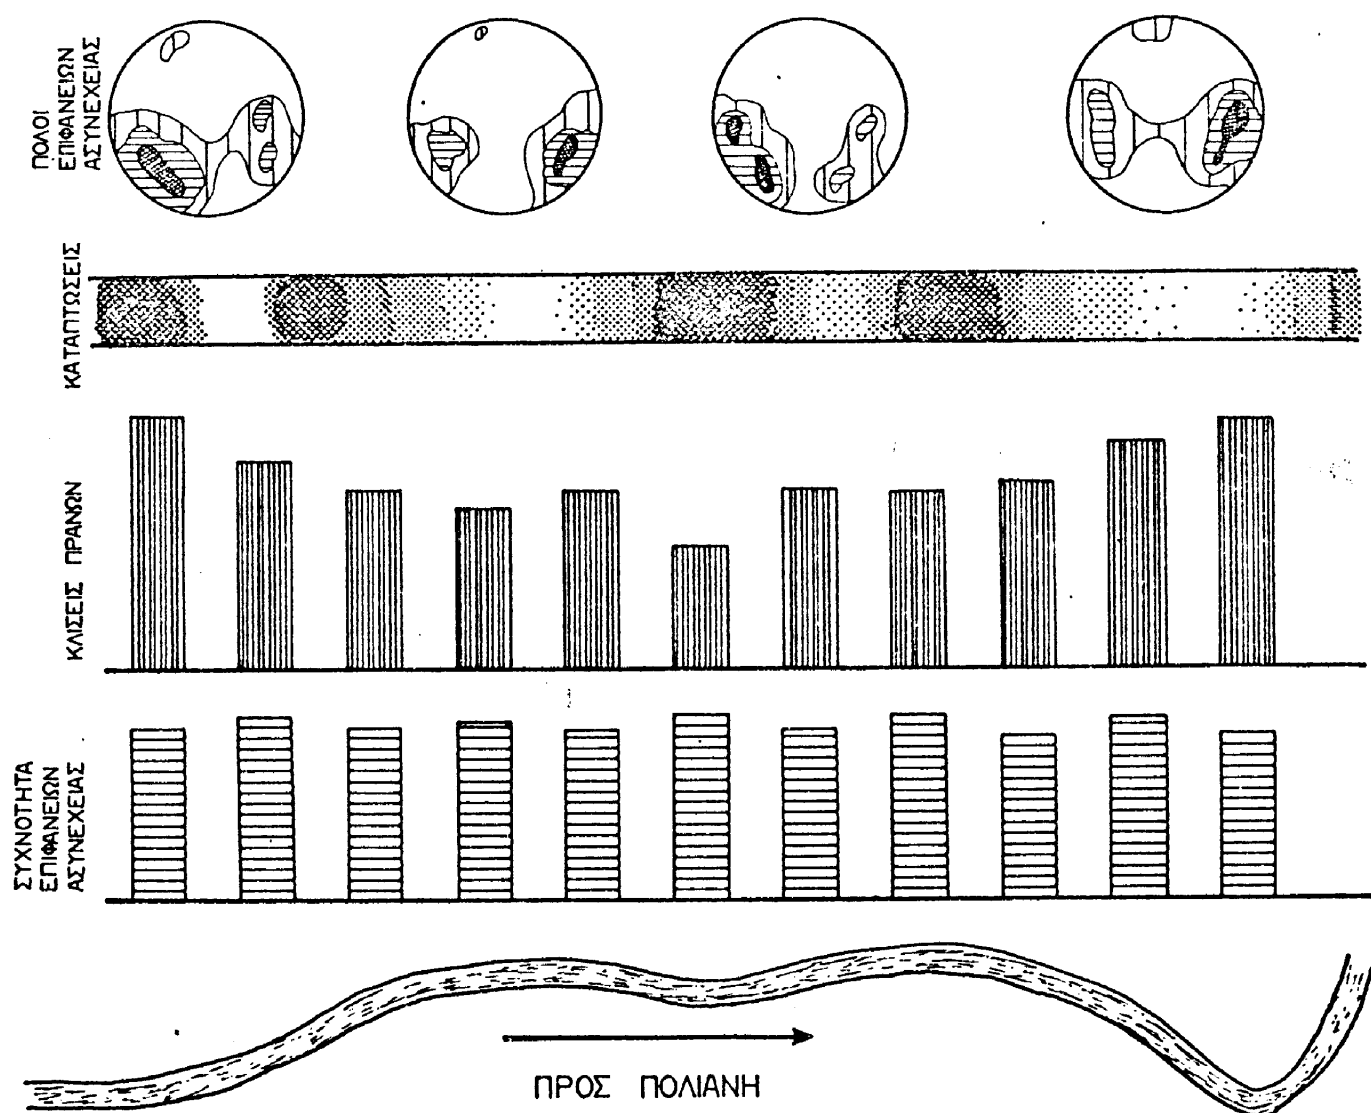 ΠΟΛΟΙ
ΕΠΙΦΑΝΕΙΩΝ
ΑΣΥΝΕΧΕΙΑΣ
ΚΑΤΑΠΤΩΣΕΙΣ
ΚΛΙΣΕΙΣ ΠΡΑΝΩΝ
ΣΥΧΝΟΤΗΤΑ
ΕΠΙΦΑΝΕΙΩΝ
ΑΣΥΝΕΧΕΙΑΣ
ΠΡΟΣ ΠΟΛΙΑΝΗ